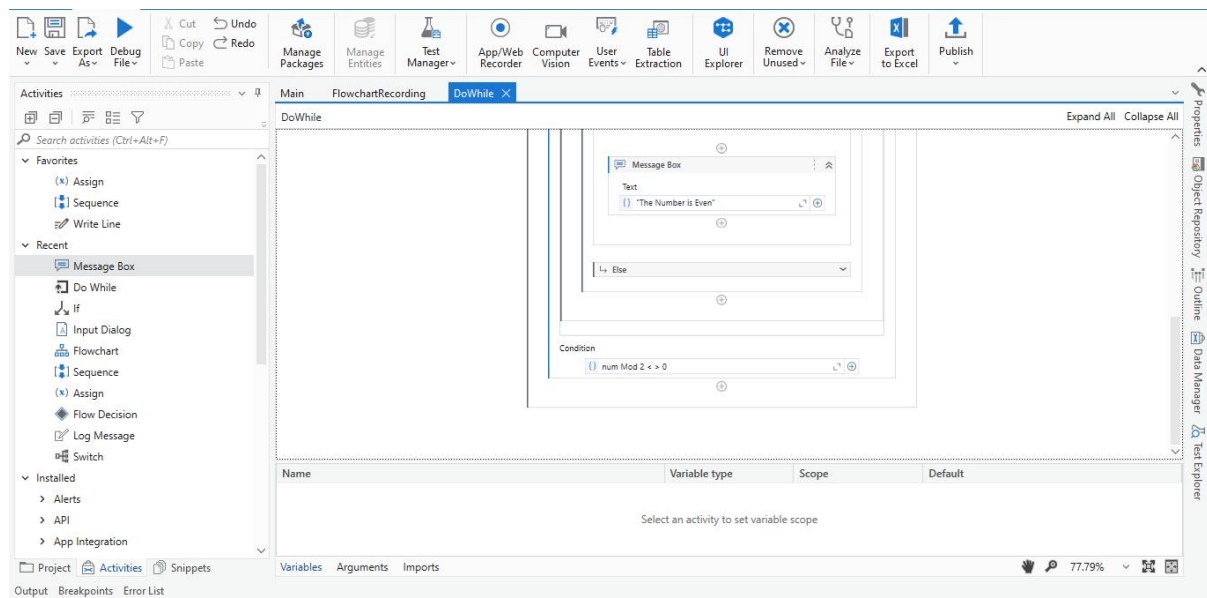 New Save Export As Debug File
Cut Copy Paste
Undo Redo
Manage Packages
Manage Entities
Test Manager
App/Web Recorder
Computer Vision
User Events
Table Extraction
UI Explorer
Remove Unused
Analyze File
Export to Excel
Publish
Activities
Search activities (Ctrl+Alt+F)
Favorites
(x) Assign
Sequence
Write Line
Recent
Message Box
Do While
If
Input Dialog
Flowchart
Sequence
(x) Assign
Flow Decision
Log Message
Switch
Installed
Alerts
API
App Integration
Project Activities Snippets
Output Breakpoints Error List
Main FlowchartRecording DoWhile
DoWhile Expand All Collapse All
Message Box
Text
"The Number is Even"
Else
Condition
num Mod 2 < > 0
Name Variable type Scope Default
Select an activity to set variable scope
Variables Arguments Imports 77.79%
Properties
Object Repository
Outline
Data Manager
Test Explorer